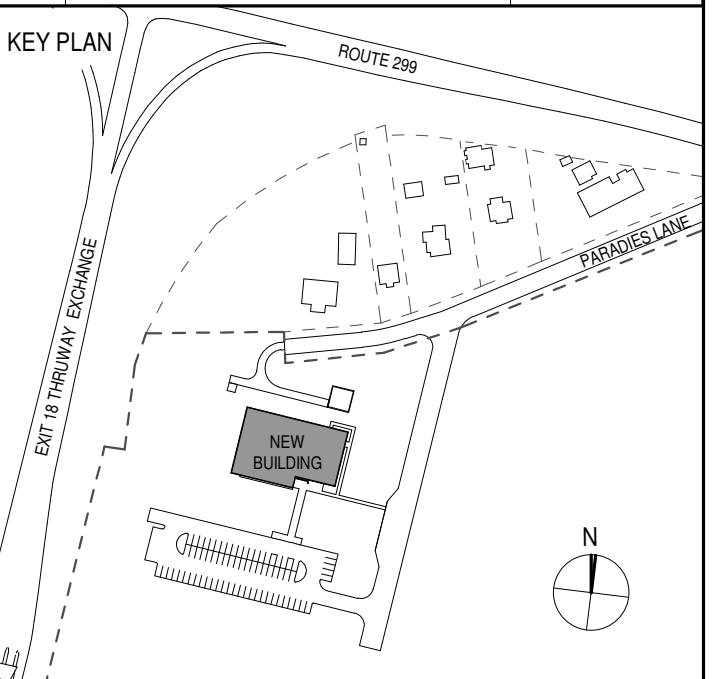 KEY PLAN
ROUTE 299
PARADIES LANE
EXIT 18 THRUWAY EXCHANGE
NEW
BUILDING
N